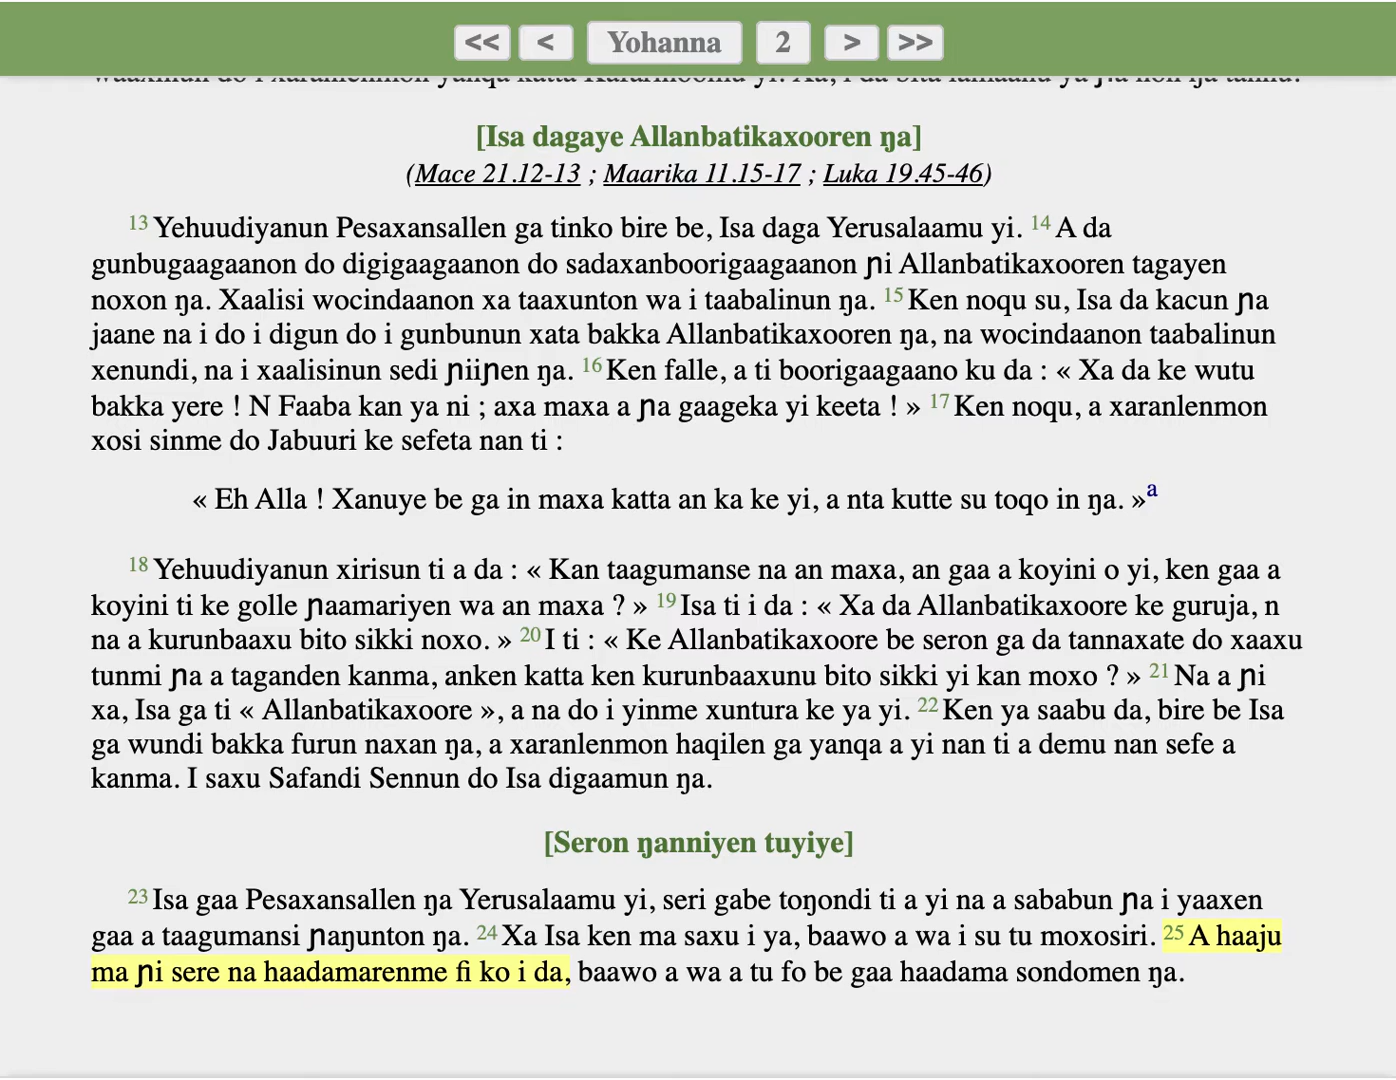 << < Yohanna 2 > >>
[Isa dagaye Allanbatikaxooren ŋa]
(Mace 21.12-13 ; Maarika 11.15-17 ; Luka 19.45-46)
13 Yehuudiyanun Pesaxansallen ga tinko bire be, Isa daga Yerusalaamu yi. 14 A da
gunbugaagaanon do digigaagaanon do sadaxanboorigaagaanon ɲi Allanbatikaxooren tagayen
noxon ŋa. Xaalisi wocindaanon xa taaxunton wa i taabalinun ŋa. 15 Ken noqu su, Isa da kacun ɲa
jaane na i do i digun do i gunbunun xata bakka Allanbatikaxooren ŋa, na wocindaanon taabalinun
xenundi, na i xaalisinun sedi ɲiiɲen ŋa. 16 Ken falle, a ti boorigaagaano ku da : « Xa da ke wutu
bakka yere ! N Faaba kan ya ni ; axa maxa a ɲa gaageka yi keeta ! » 17 Ken noqu, a xaranlenmon
xosi sinme do Jabuuri ke sefeta nan ti :
« Eh Alla ! Xanuye be ga in maxa katta an ka ke yi, a nta kutte su toqo in ŋa. »a
18 Yehuudiyanun xirisun ti a da : « Kan taagumanse na an maxa, an gaa a koyini o yi, ken gaa a
koyini ti ke golle ɲaamariyen wa an maxa ? » 19 Isa ti i da : « Xa da Allanbatikaxoore ke guruja, n
na a kurunbaaxu bito sikki noxo. » 20 I ti : « Ke Allanbatikaxoore be seron ga da tannaxate do xaaxu
tunmi ɲa a taganden kanma, anken katta ken kurunbaaxunu bito sikki yi kan moxo ? » 21 Na a ɲi
xa, Isa ga ti « Allanbatikaxoore », a na do i yinme xuntura ke ya yi. 22 Ken ya saabu da, bire be Isa
ga wundi bakka furun naxan ŋa, a xaranlenmon haqilen ga yanqa a yi nan ti a demu nan sefe a
kanma. I saxu Safandi Sennun do Isa digaamun ŋa.
[Seron ŋanniyen tuyiye]
23 Isa gaa Pesaxansallen ŋa Yerusalaamu yi, seri gabe toŋondi ti a yi na a sababun ɲa i yaaxen
gaa a taagumansi ɲaŋunton ŋa. 24 Xa Isa ken ma saxu i ya, baawo a wa i su tu moxosiri. 25 A haaju
ma ɲi sere na haadamarenme fi ko i da, baawo a wa a tu fo be gaa haadama sondomen ŋa.